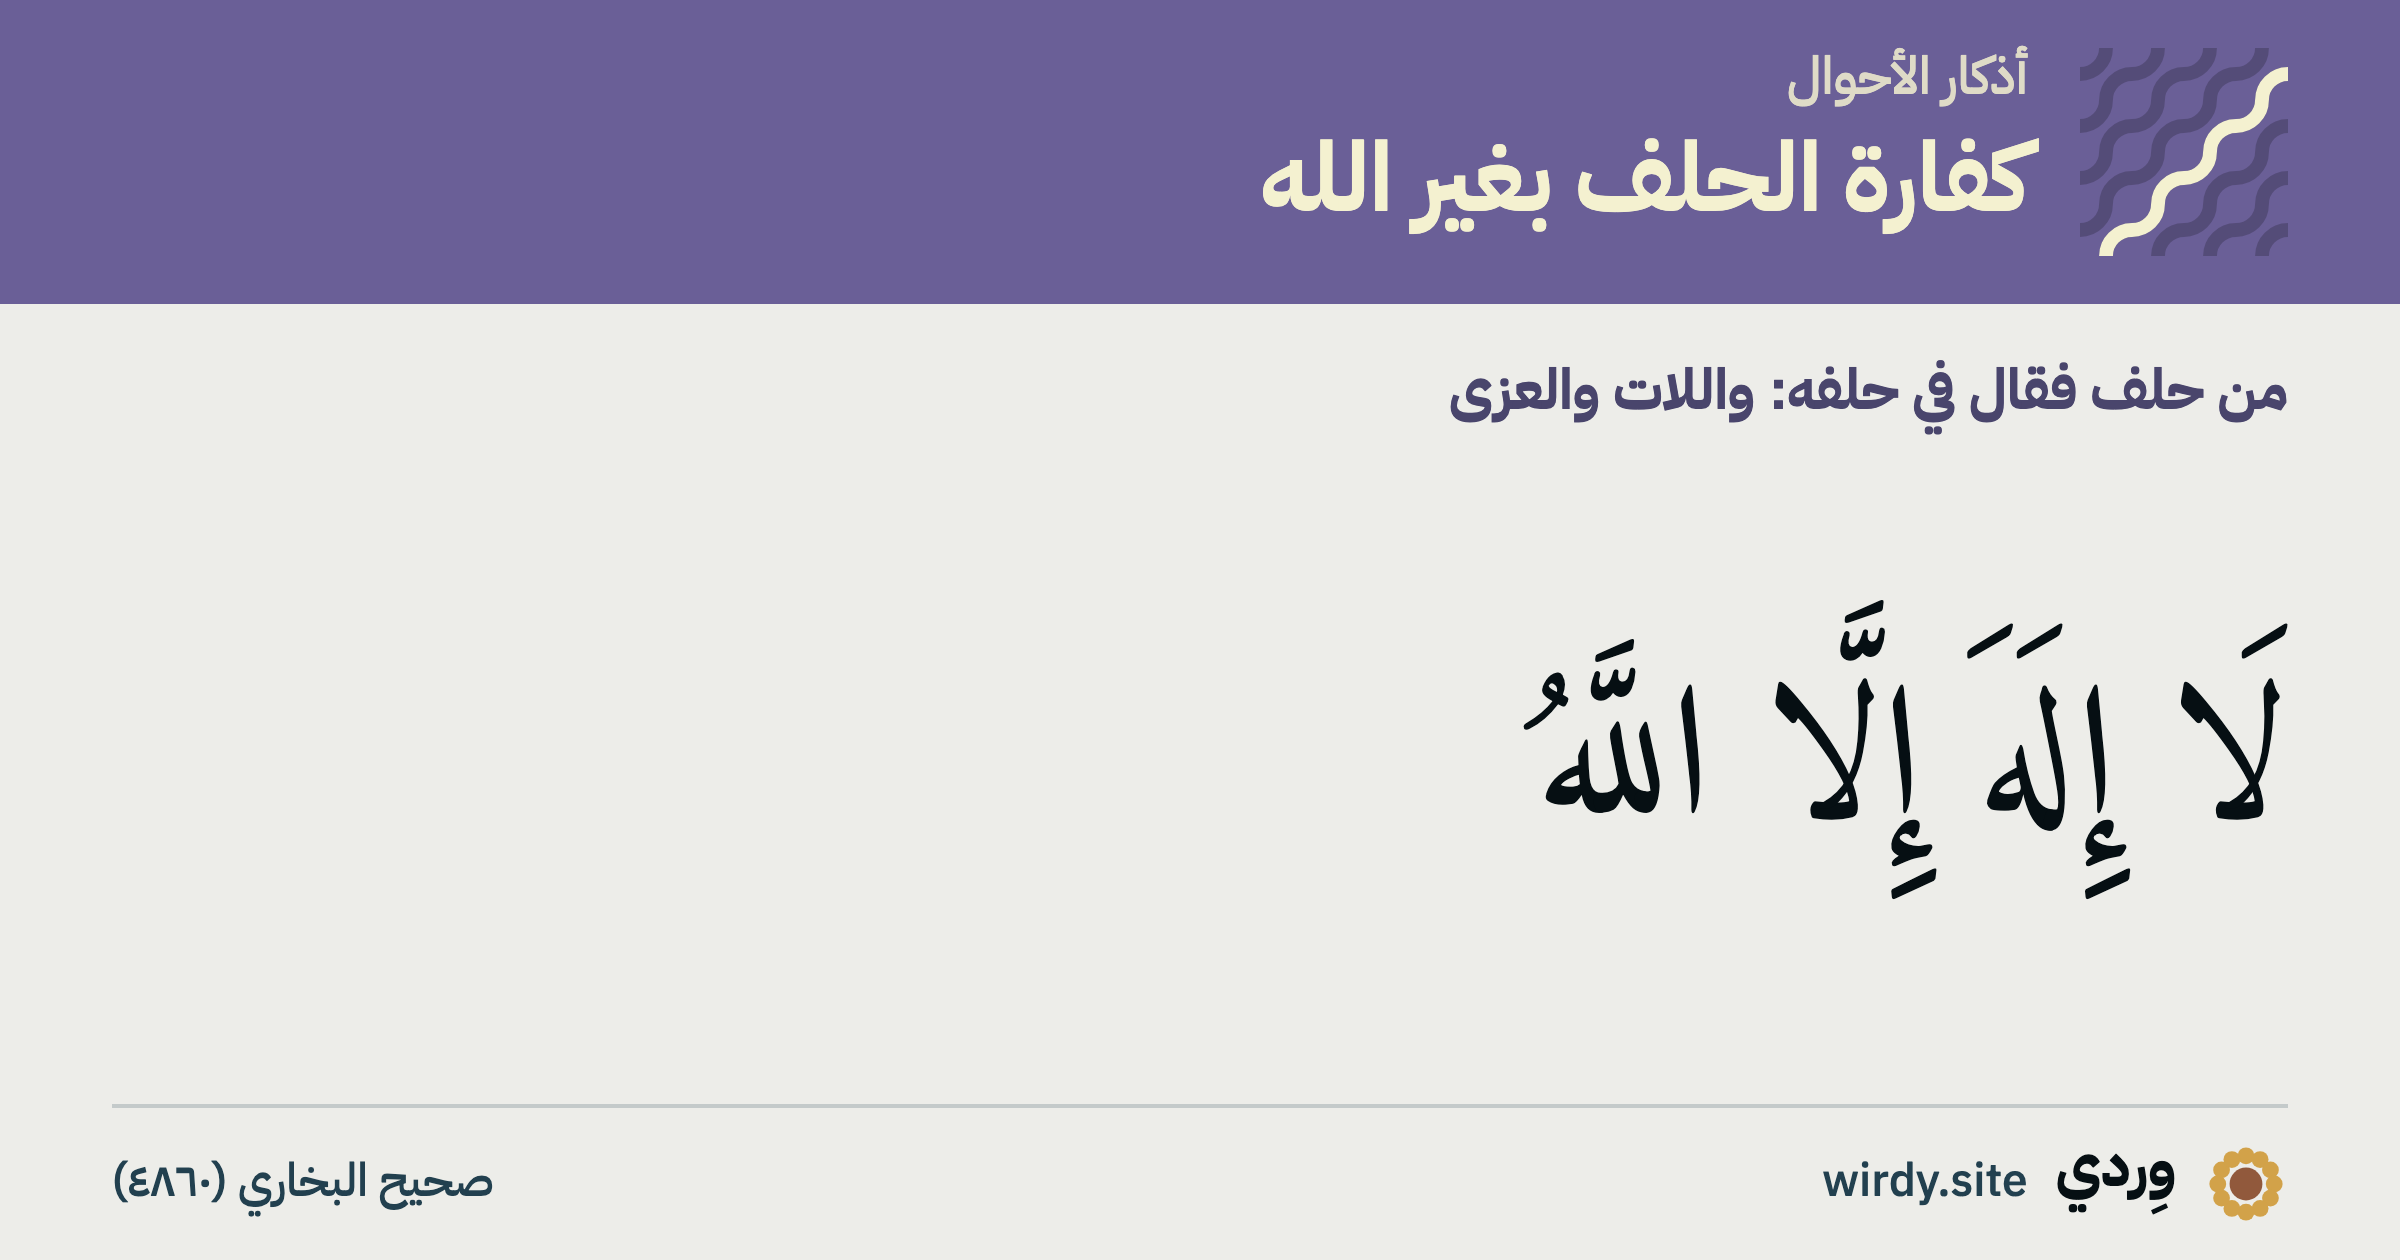 أذكار الأحوال
كفارة الحلف بغير الله
من حلف فقال في حلفه: واللات والعزى
لَا إِلَهَ إِلَّا اللَّهُ
وِردي wirdy.site
صحيح البخاري (٤٨٦٠)